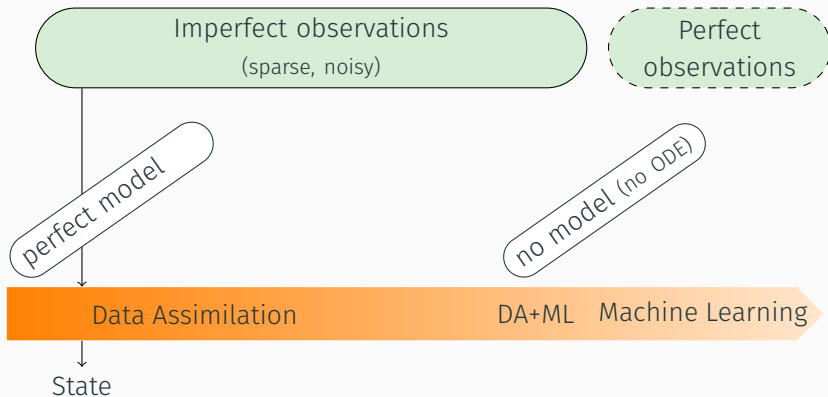 Imperfect observations
(sparse, noisy)
Perfect
observations
perfect model
no model (no ODE)
Data Assimilation
DA+ML
Machine Learning
State